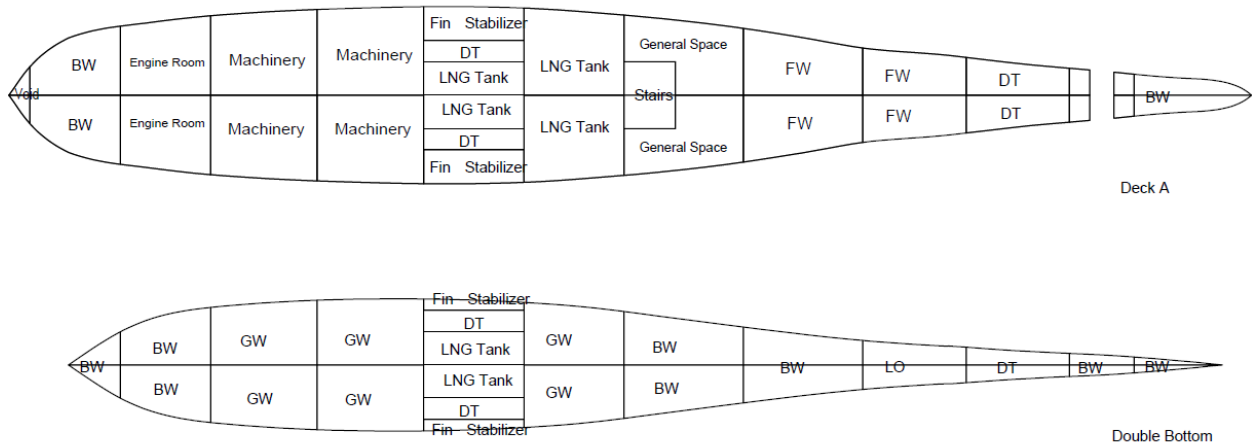 Fin Stabilizer
BW
Engine Room
Machinery
Machinery
DT
LNG Tank
LNG Tank
General Space
FW
FW
DT
Void
Stairs
BW
BW
Engine Room
Machinery
Machinery
LNG Tank
DT
Fin Stabilizer
LNG Tank
General Space
FW
FW
DT
Deck A
Fin Stabilizer
BW
GW
GW
DT
LNG Tank
GW
BW
BW
BW
LO
DT
BW
BW
BW
GW
GW
LNG Tank
DT
Fin Stabilizer
GW
BW
Double Bottom